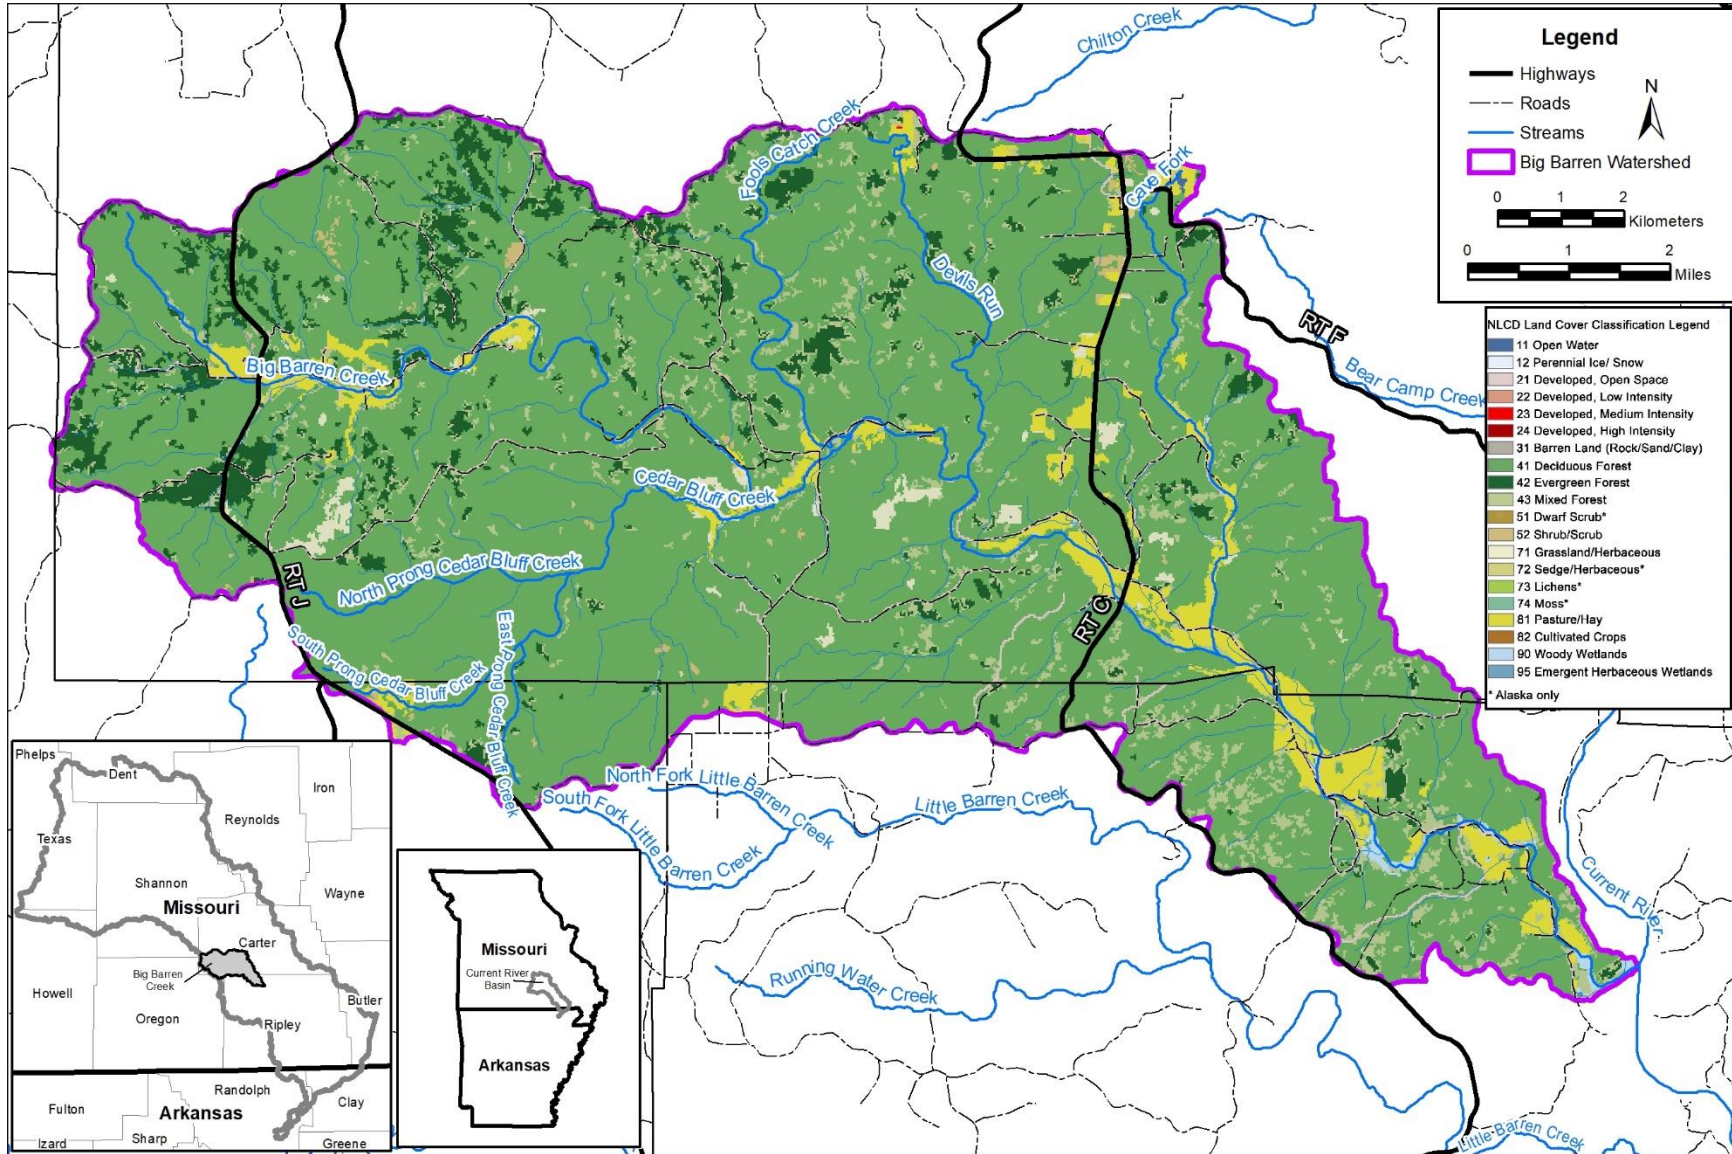 Chilton Creek
Legend
Highways
Roads
Streams
Big Barren Watershed
N
0 1 2
Kilometers
0 1 2
Miles
NLCD Land Cover Classification Legend
11 Open Water
12 Perennial Ice/ Snow
21 Developed, Open Space
22 Developed, Low Intensity
23 Developed, Medium Intensity
24 Developed, High Intensity
31 Barren Land (Rock/Sand/Clay)
41 Deciduous Forest
42 Evergreen Forest
43 Mixed Forest
51 Dwarf Scrub*
52 Shrub/Scrub
71 Grassland/Herbaceous
72 Sedge/Herbaceous*
73 Lichens*
74 Moss*
81 Pasture/Hay
82 Cultivated Crops
90 Woody Wetlands
95 Emergent Herbaceous Wetlands
* Alaska only
Fools Catch Creek
Cave Fork
Devils Run
RT F
Bear Camp Creek
Big Barren Creek
Cedar Bluff Creek
North Prong Cedar Bluff Creek
RT J
South Prong Cedar Bluff Creek
East Prong Cedar Bluff Creek
RT C
North Fork Little Barren Creek
South Fork Little Barren Creek
Little Barren Creek
Current River
Running Water Creek
Little Barren Creek
Phelps
Dent
Iron
Reynolds
Texas
Shannon
Wayne
Missouri
Carter
Big Barren
Creek
Howell
Butler
Oregon
Ripley
Randolph
Fulton
Arkansas
Clay
Izard
Sharp
Greene
Missouri
Current River
Basin
Arkansas